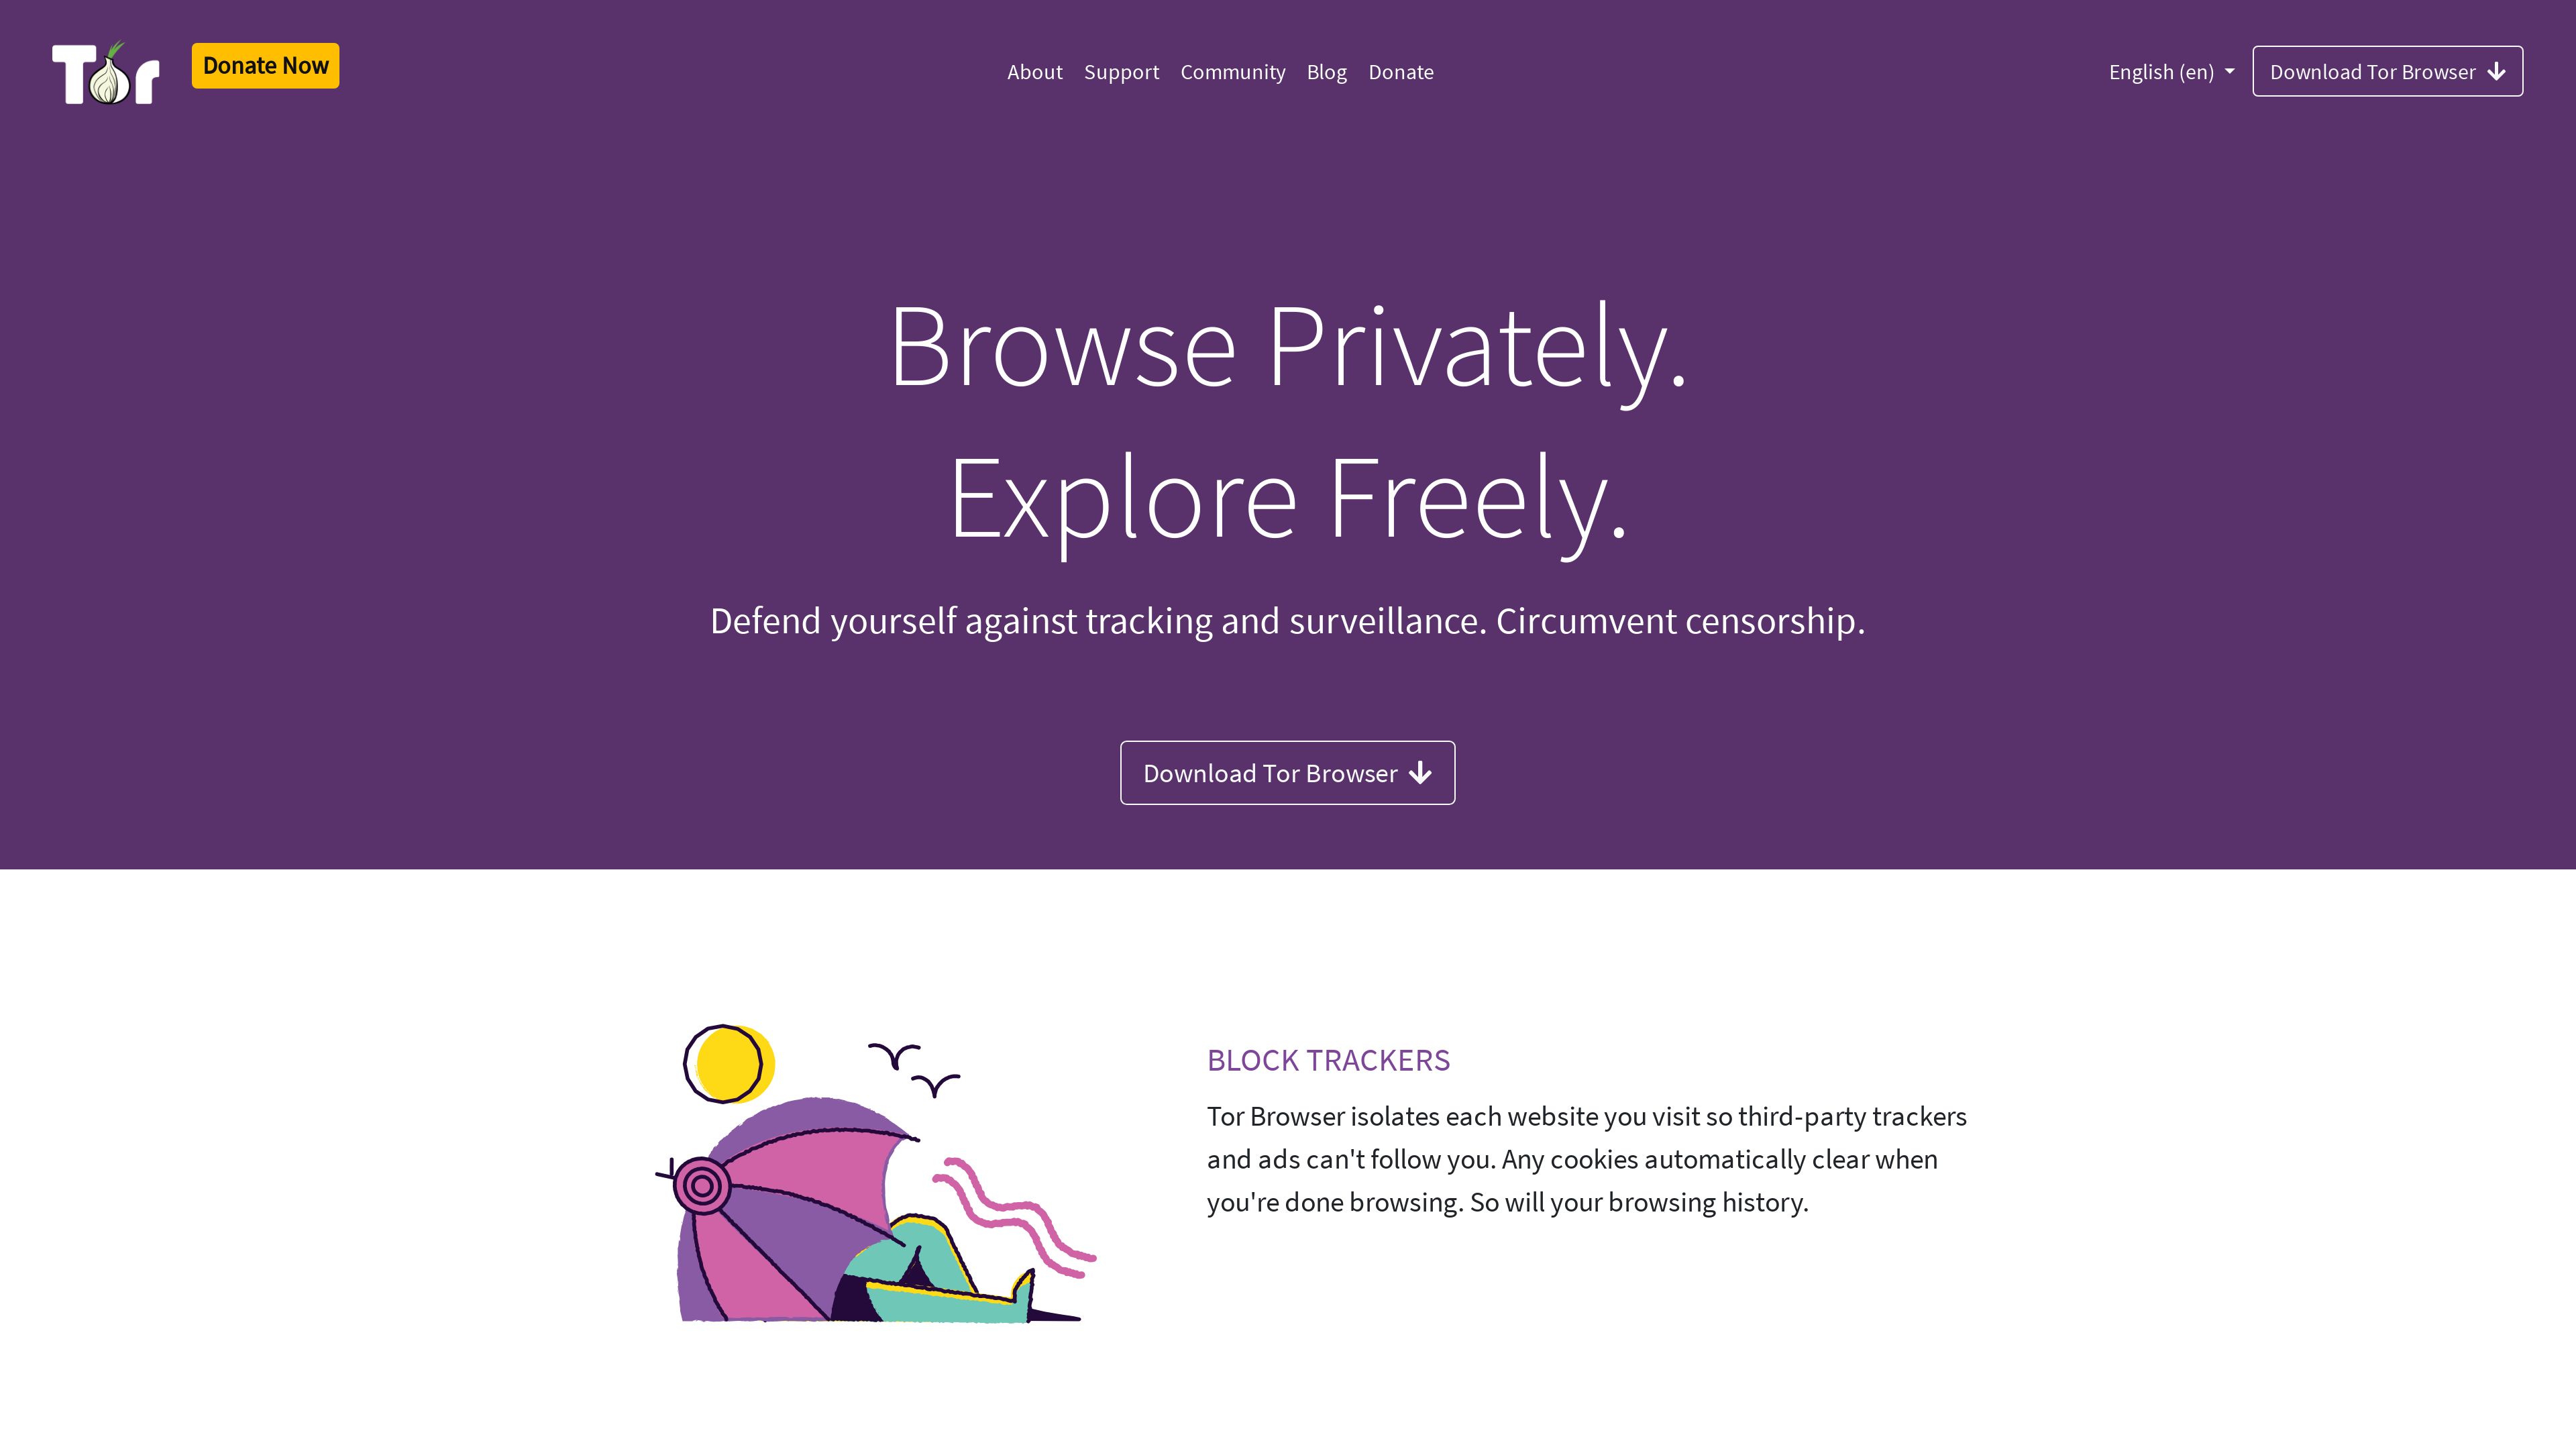 Tor
Donate Now
About Support Community Blog Donate
English (en)
Download Tor Browser
Browse Privately.
Explore Freely.
Defend yourself against tracking and surveillance. Circumvent censorship.
Download Tor Browser
BLOCK TRACKERS
Tor Browser isolates each website you visit so third-party trackers
and ads can't follow you. Any cookies automatically clear when
you're done browsing. So will your browsing history.